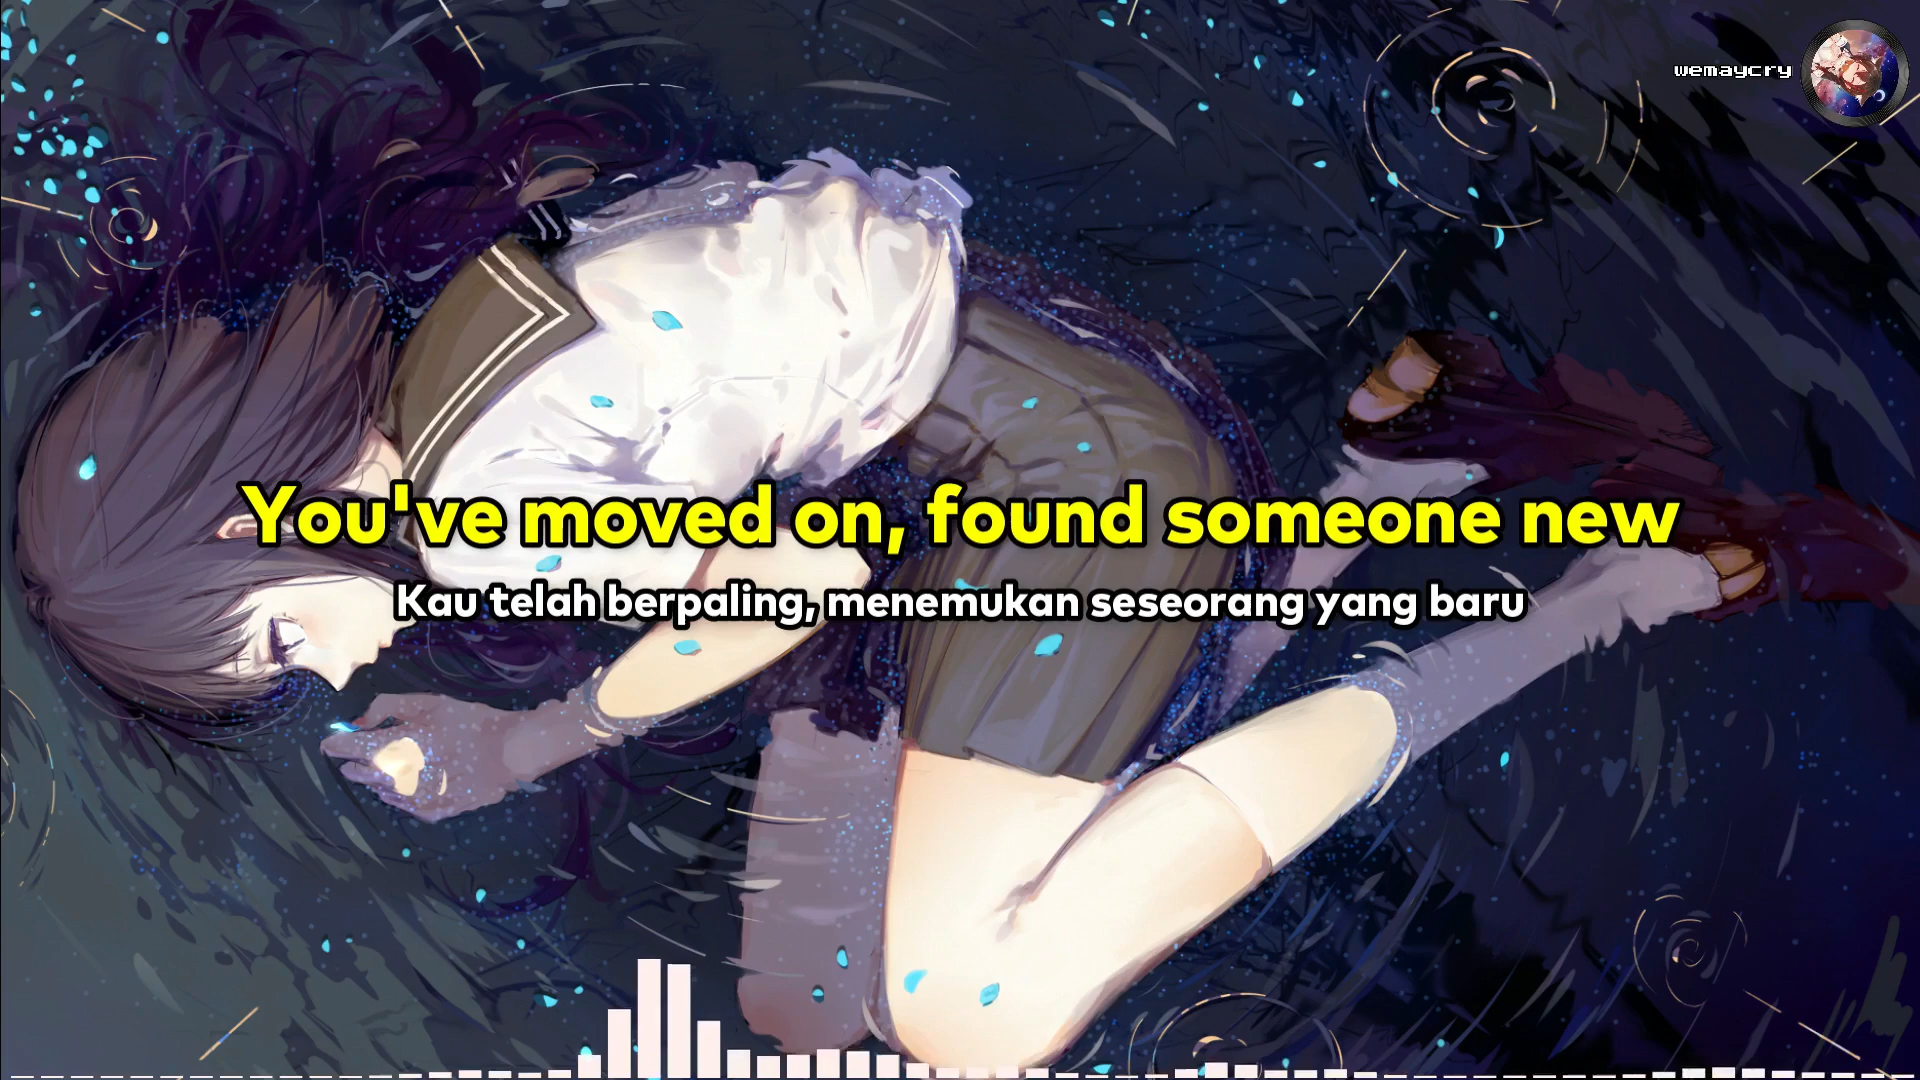 wemaycry
You've moved on, found someone new
Kau telah berpaling, menemukan seseorang yang baru